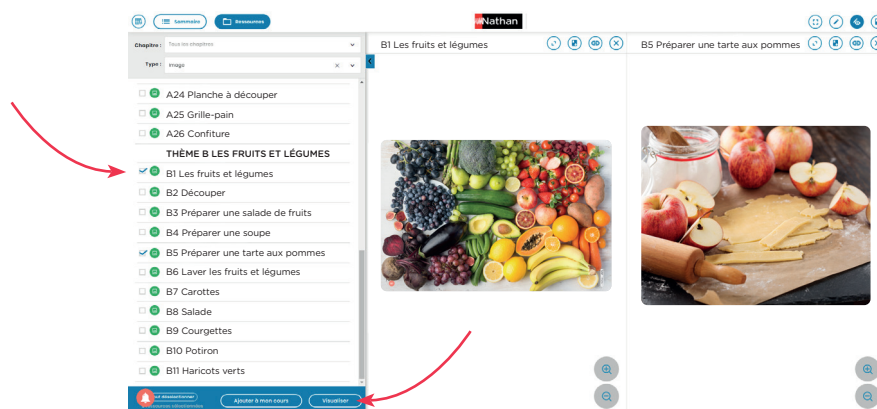 Sommaire
Ressources
Nathan
Chapitre : Tous les chapitres
Type : image
A24 Planche à découper
A25 Grille-pain
A26 Confiture
THÈME B LES FRUITS ET LÉGUMES
B1 Les fruits et légumes
B2 Découper
B3 Préparer une salade de fruits
B4 Préparer une soupe
B5 Préparer une tarte aux pommes
B6 Laver les fruits et légumes
B7 Carottes
B8 Salade
B9 Courgettes
B10 Potiron
B11 Haricots verts
Ajouter à mon cours
Visualiser
B1 Les fruits et légumes
B5 Préparer une tarte aux pommes